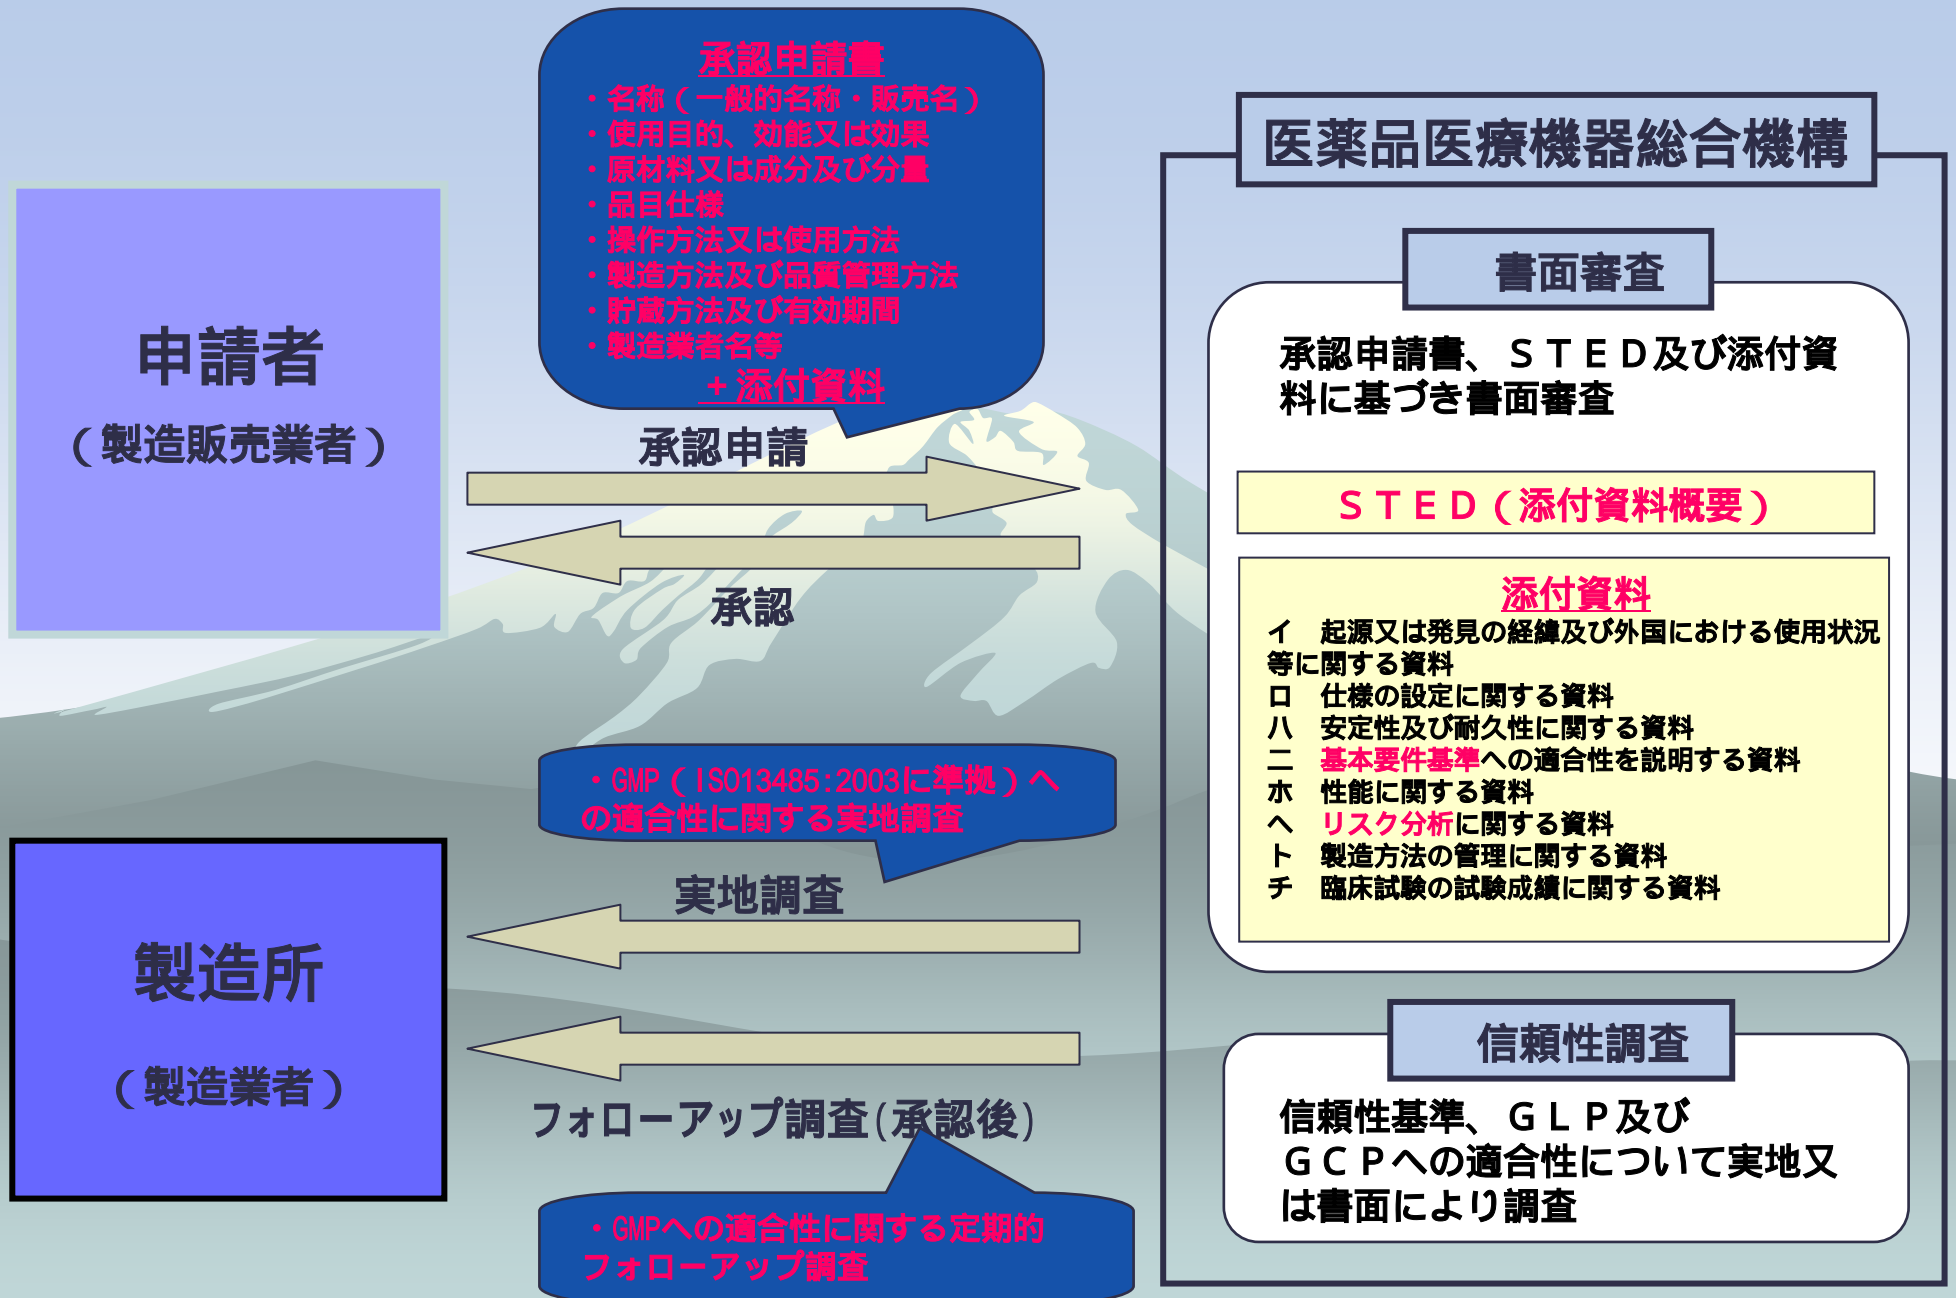 承認申請書
・名称（一般的名称・販売名）
・使用目的、効能又は効果
・原材料又は成分及び分量
・品目仕様
・操作方法又は使用方法
・製造方法及び品質管理方法
・貯蔵方法及び有効期間
・製造業者名等
＋添付資料
申請者
（製造販売業者）
承認申請
承認
・GMP（ISO13485:2003に準拠）へ
の適合性に関する実地調査
実地調査
製造所
（製造業者）
フォローアップ調査(承認後)
・GMPへの適合性に関する定期的
フォローアップ調査
医薬品医療機器総合機構
書面審査
承認申請書、ＳＴＥＤ及び添付資
料に基づき書面審査
ＳＴＥＤ（添付資料概要）
添付資料
イ　起源又は発見の経緯及び外国における使用状況
等に関する資料
ロ　仕様の設定に関する資料
ハ　安定性及び耐久性に関する資料
ニ　基本要件基準への適合性を説明する資料
ホ　性能に関する資料
ヘ　リスク分析に関する資料
ト　製造方法の管理に関する資料
チ　臨床試験の試験成績に関する資料
信頼性調査
信頼性基準、ＧＬＰ及び
ＧＣＰへの適合性について実地又
は書面により調査